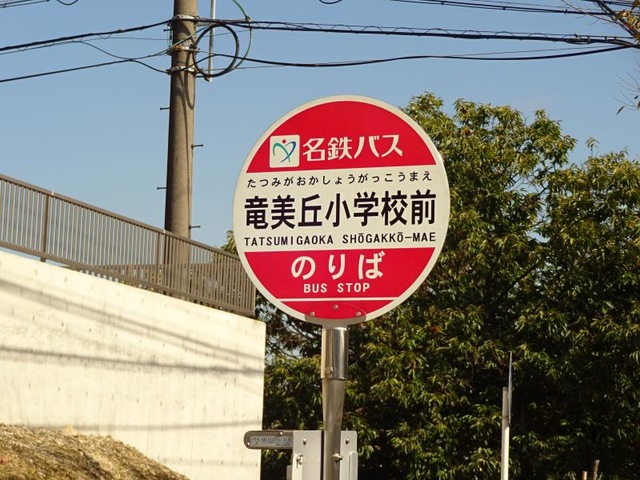 名鉄バス
たつみがおかしょうがっこうまえ
竜美丘小学校前
TATSUMIGAOKA SHŌGAKKŌ-MAE
のりば
BUS STOP